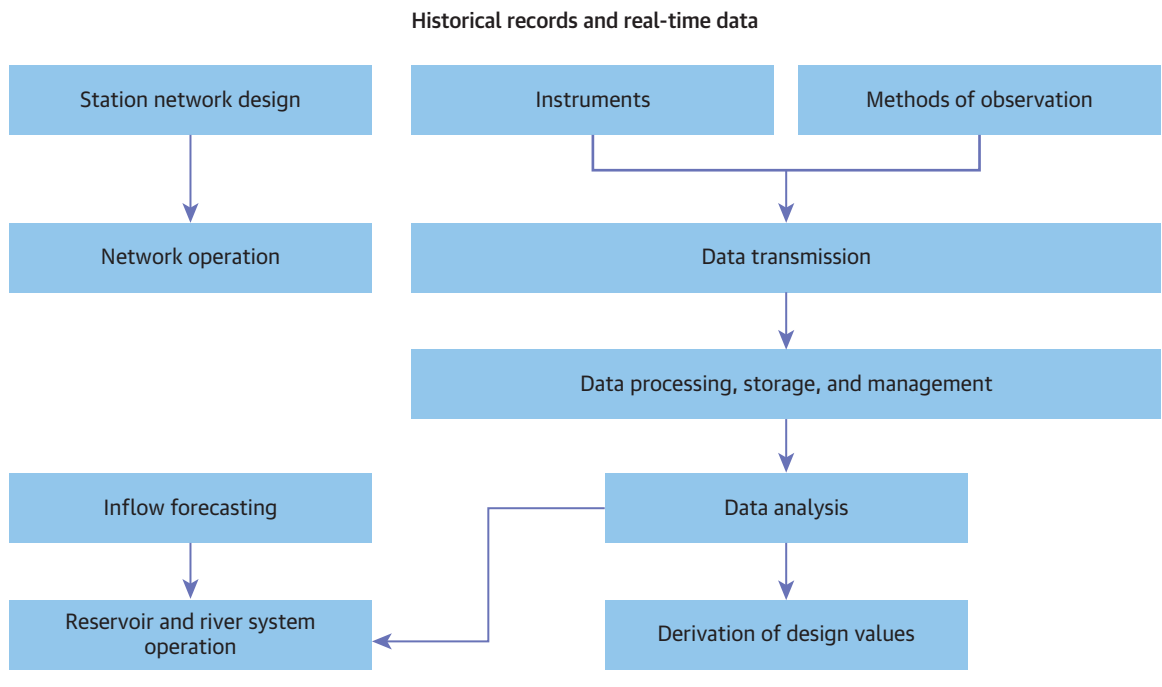 Historical records and real-time data
Station network design
Instruments
Methods of observation
Network operation
Data transmission
Data processing, storage, and management
Inflow forecasting
Data analysis
Reservoir and river system
operation
Derivation of design values